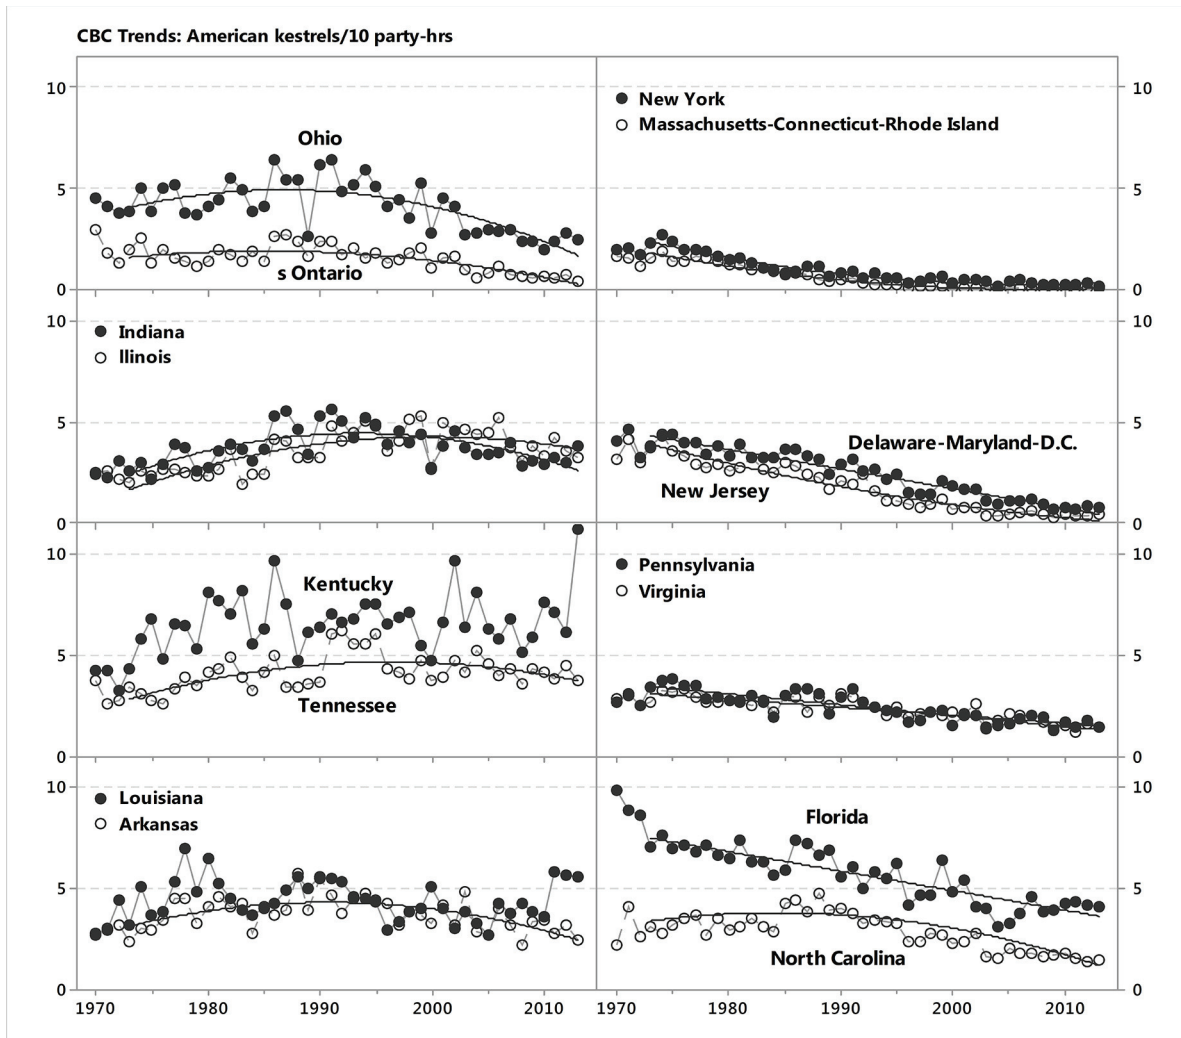 CBC Trends: American kestrels/10 party-hrs
10
5
0
Ohio
s Ontario
New York
Massachusetts-Connecticut-Rhode Island
10
5
0
10
5
0
Indiana
llinois
Delaware-Maryland-D.C.
New Jersey
10
5
0
10
5
0
Kentucky
Tennessee
Pennsylvania
Virginia
10
5
0
10
5
0
Louisiana
Arkansas
Florida
North Carolina
10
5
0
1970 1980 1990 2000 2010 1970 1980 1990 2000 2010